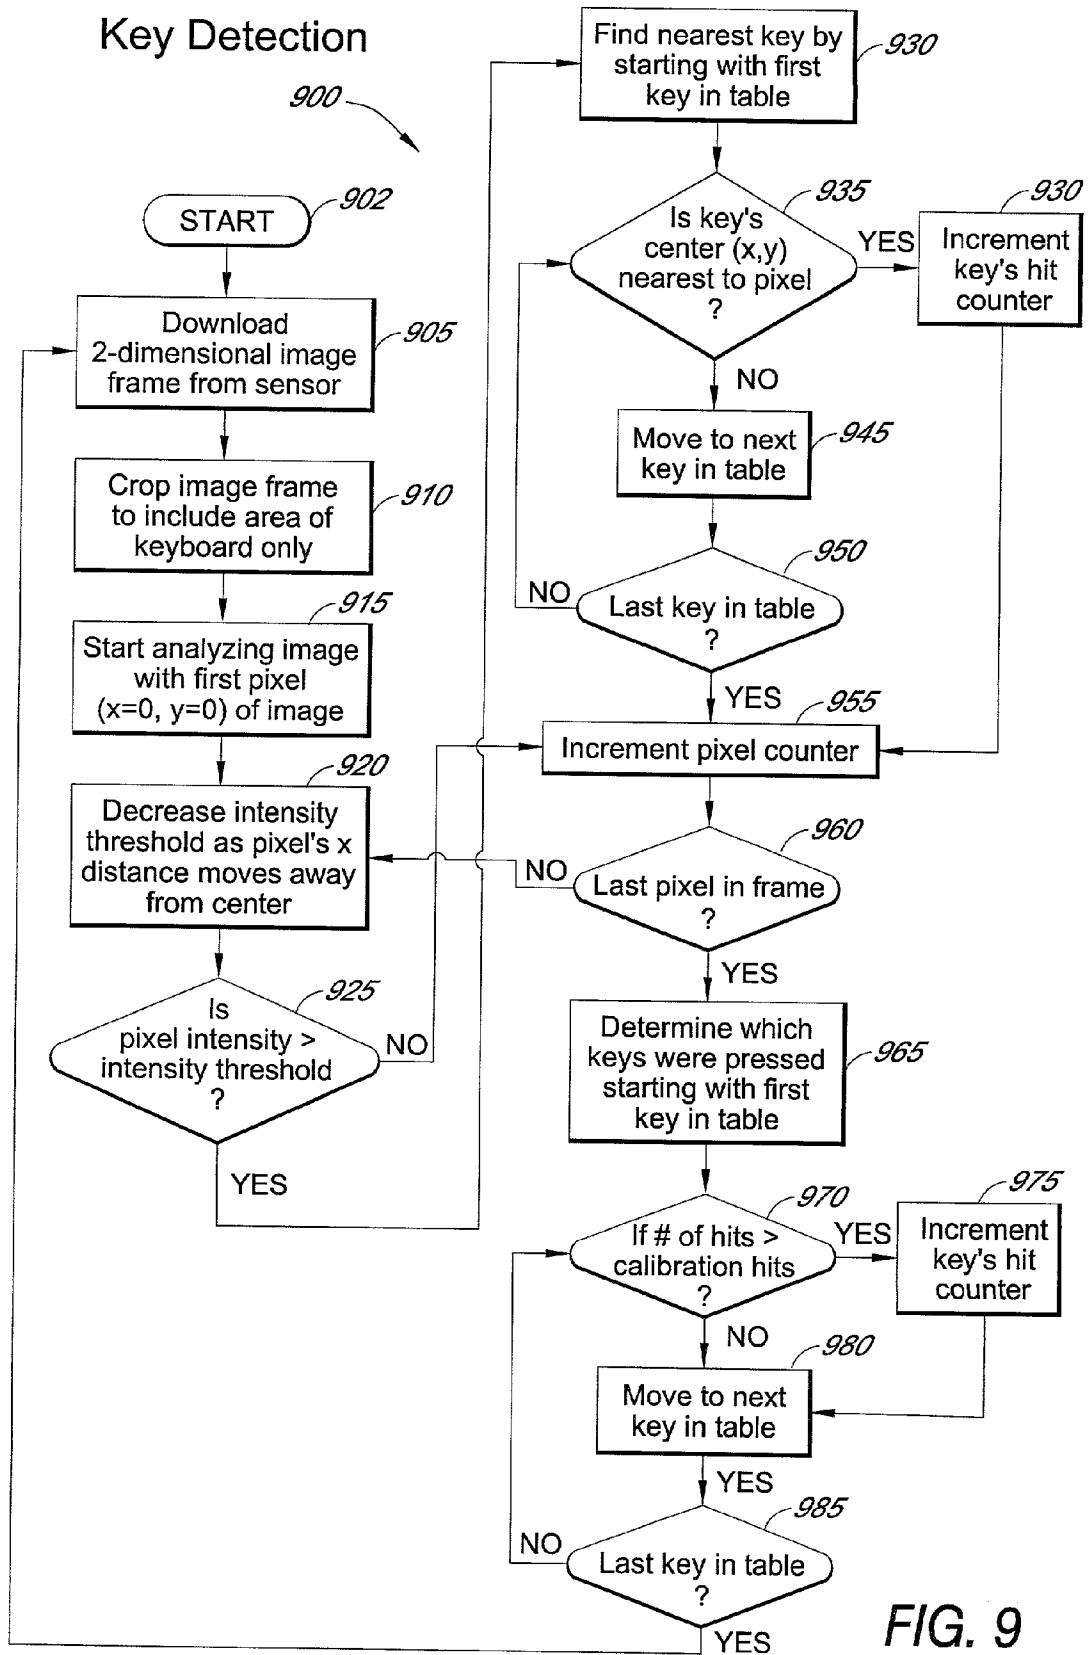 Key Detection
900
START
902
Download
2-dimensional image
frame from sensor
905
Crop image frame
to include area of
keyboard only
910
915
Start analyzing image
with first pixel
(x=0, y=0) of image
920
Decrease intensity
threshold as pixel's x
distance moves away
from center
925
Is
pixel intensity >
intensity threshold
?
NO
YES
Find nearest key by
starting with first
key in table
930
935
Is key's
center (x,y)
nearest to pixel
?
YES
930
Increment
key's hit
counter
NO
Move to next
key in table
945
950
Last key in table
?
NO
YES
955
Increment pixel counter
960
Last pixel in frame
?
NO
YES
Determine which
keys were pressed
starting with first
key in table
965
970
If # of hits >
calibration hits
?
YES
975
Increment
key's hit
counter
NO
980
Move to next
key in table
YES
985
Last key in table
?
NO
YES
FIG. 9